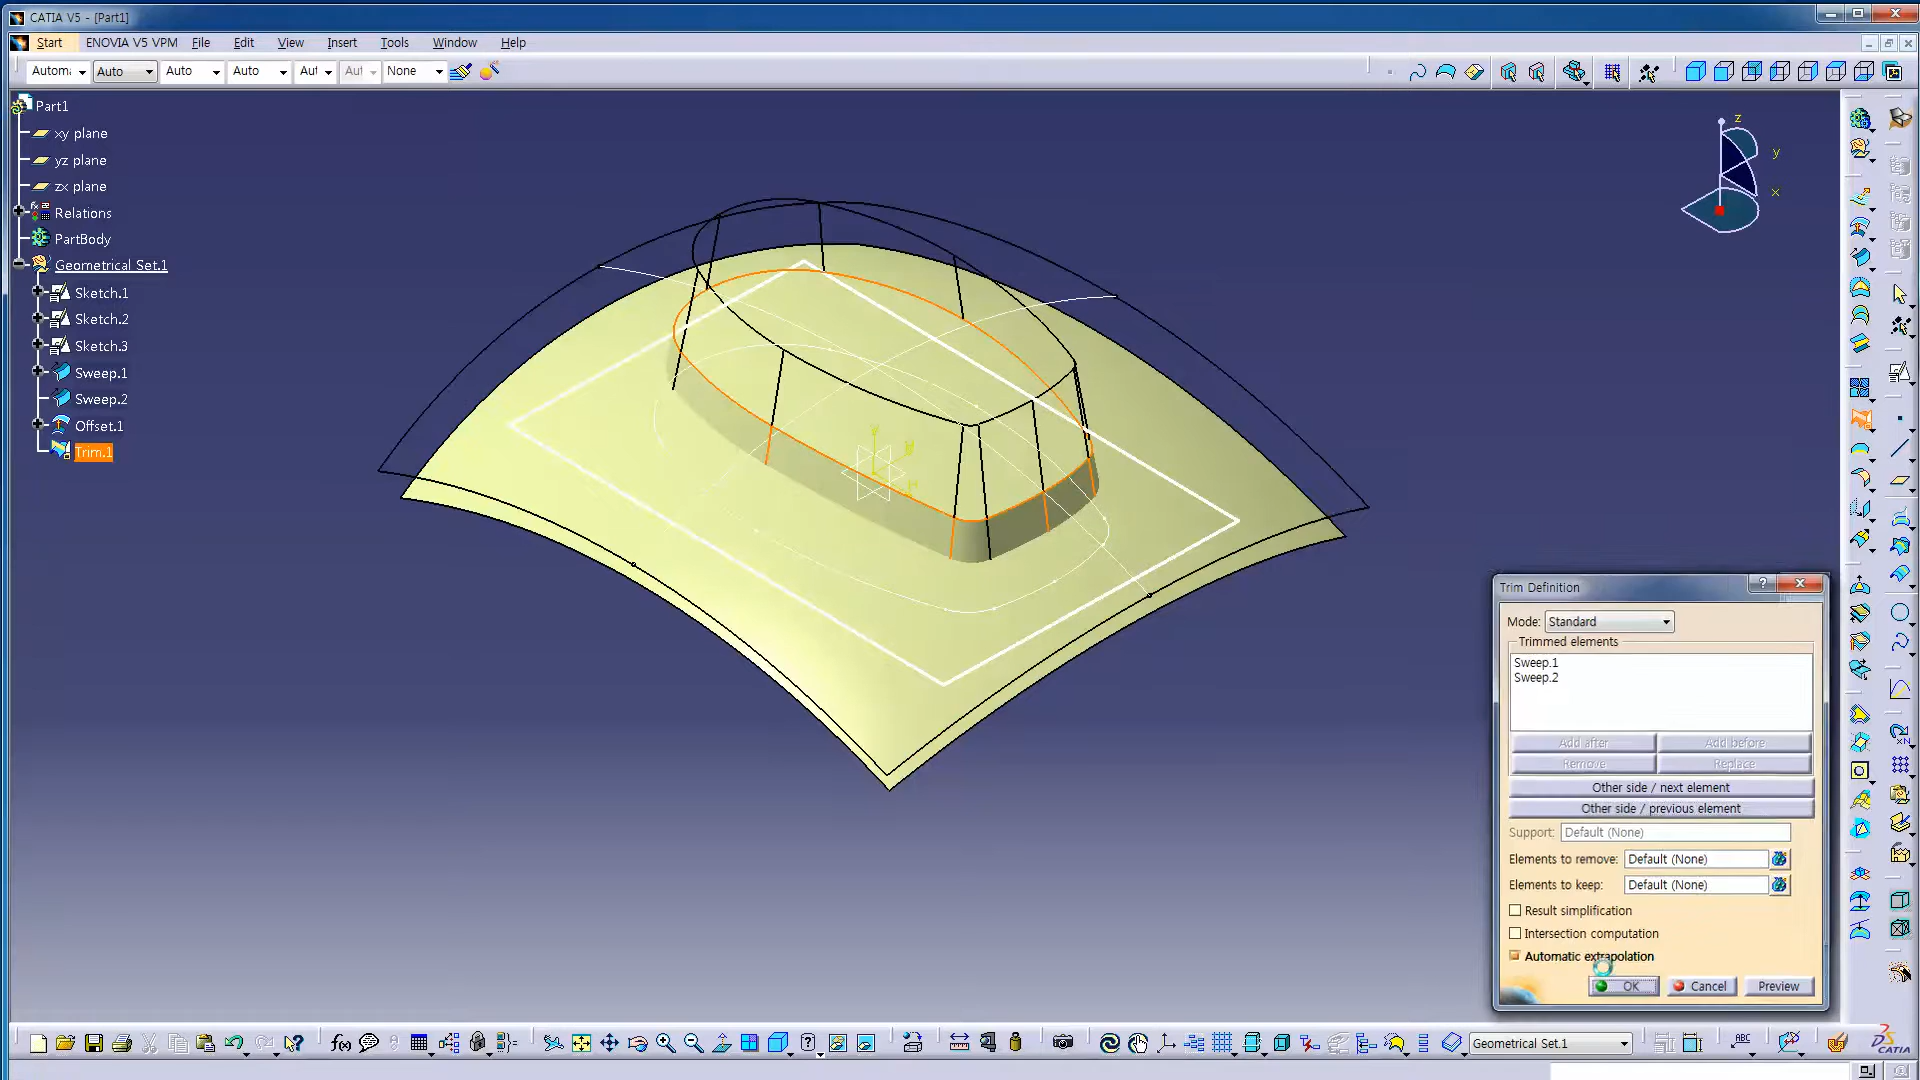 CATIA V5 - [Part1]
Start ENOVIA V5 VPM File Edit View Insert Tools Window Help
Automa Auto Auto Auto Aut Aut None
Part1
xy plane
yz plane
zx plane
Relations
PartBody
Geometrical Set.1
Sketch.1
Sketch.2
Sketch.3
Sweep.1
Sweep.2
Offset.1
Trim.1
z
y
x
Trim Definition
Mode: Standard
Trimmed elements
Sweep.1
Sweep.2
Add after Add before
Remove Replace
Other side / next element
Other side / previous element
Support: Default (None)
Elements to remove: Default (None)
Elements to keep: Default (None)
Result simplification
Intersection computation
Automatic extrapolation
OK Cancel Preview
Geometrical Set.1
CATIA